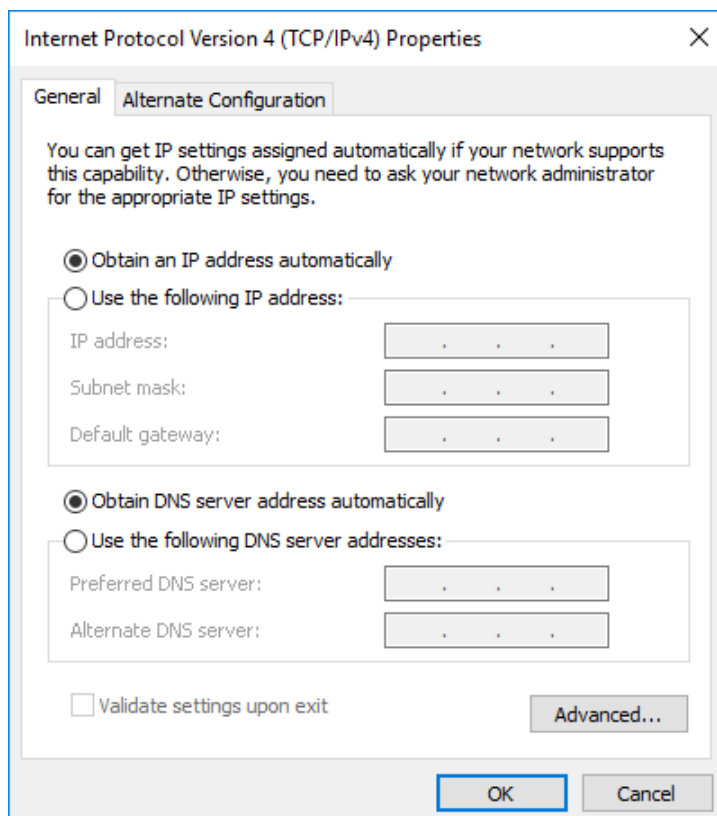 Internet Protocol Version 4 (TCP/IPv4) Properties
General
Alternate Configuration
You can get IP settings assigned automatically if your network supports
this capability. Otherwise, you need to ask your network administrator
for the appropriate IP settings.
Obtain an IP address automatically
Use the following IP address:
IP address:
Subnet mask:
Default gateway:
Obtain DNS server address automatically
Use the following DNS server addresses:
Preferred DNS server:
Alternate DNS server:
Validate settings upon exit
Advanced...
OK
Cancel